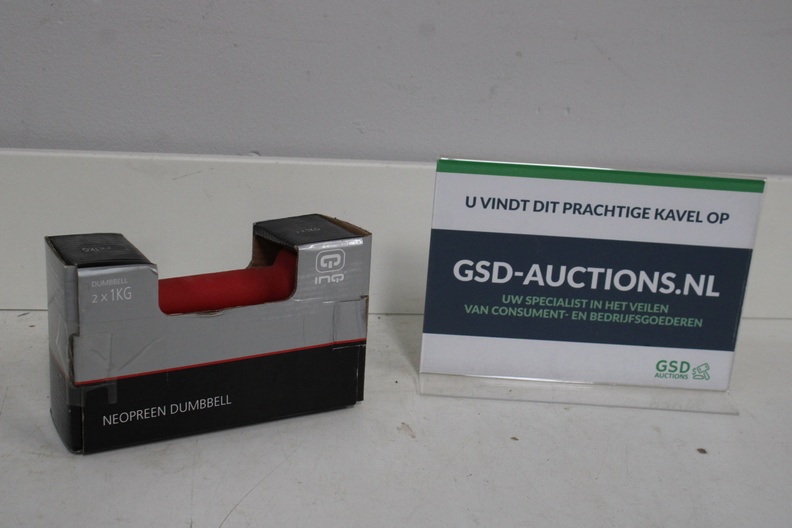 DUMBBELL
2 x 1KG
inq
NEOPREEN DUMBBELL
U VINDT DIT PRACHTIGE KAVEL OP
GSD-AUCTIONS.NL
UW SPECIALIST IN HET VEILEN
VAN CONSUMENT- EN BEDRIJFSGOEDEREN
GSD
AUCTIONS